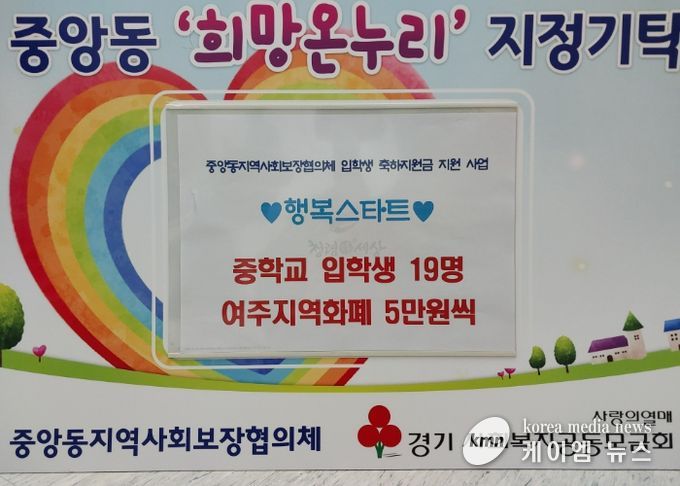 중앙동 '희망온누리' 지정기탁
중앙동지역사회보장협의체 입학생 축하지원금 지원 사업
♥행복스타트♥
중학교 입학생 19명
여주지역화폐 5만원씩
사랑의열매
중앙동지역사회보장협의체
경기
korea media news
kmn
케이엠 뉴스